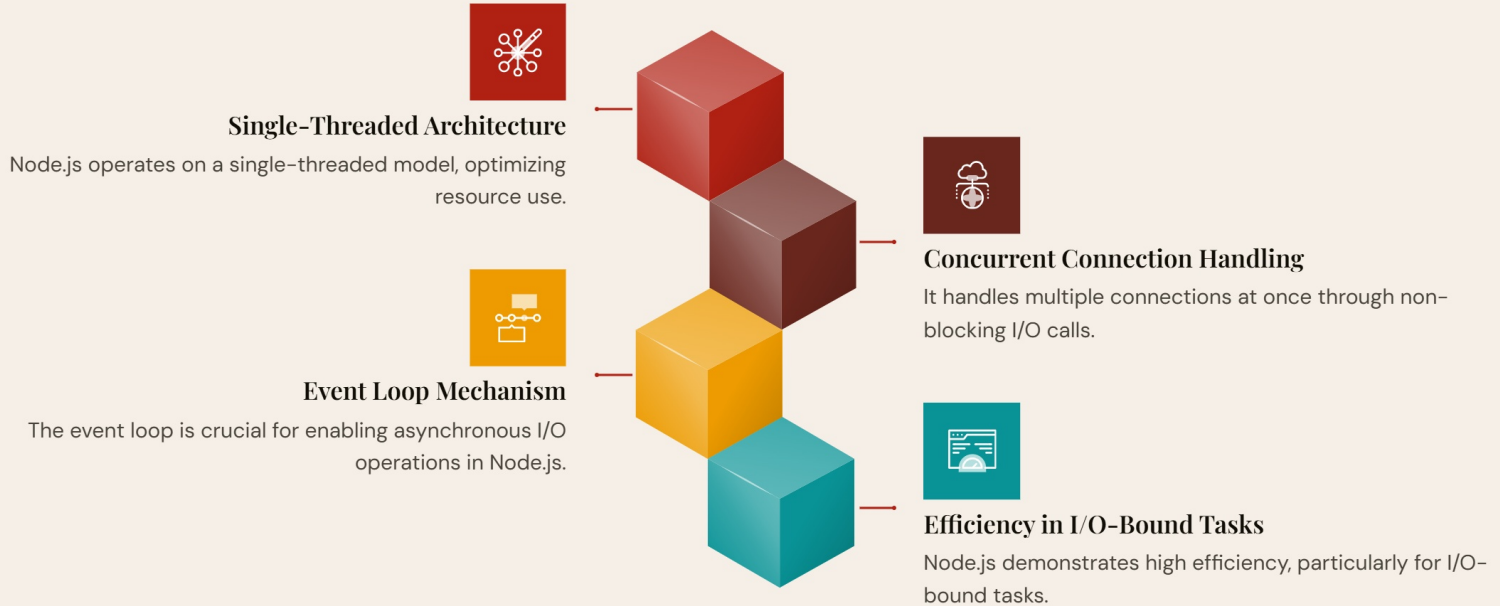 Single-Threaded Architecture
Node.js operates on a single-threaded model, optimizing
resource use.
Concurrent Connection Handling
It handles multiple connections at once through non-
blocking I/O calls.
Event Loop Mechanism
The event loop is crucial for enabling asynchronous I/O
operations in Node.js.
Efficiency in I/O-Bound Tasks
Node.js demonstrates high efficiency, particularly for I/O-
bound tasks.